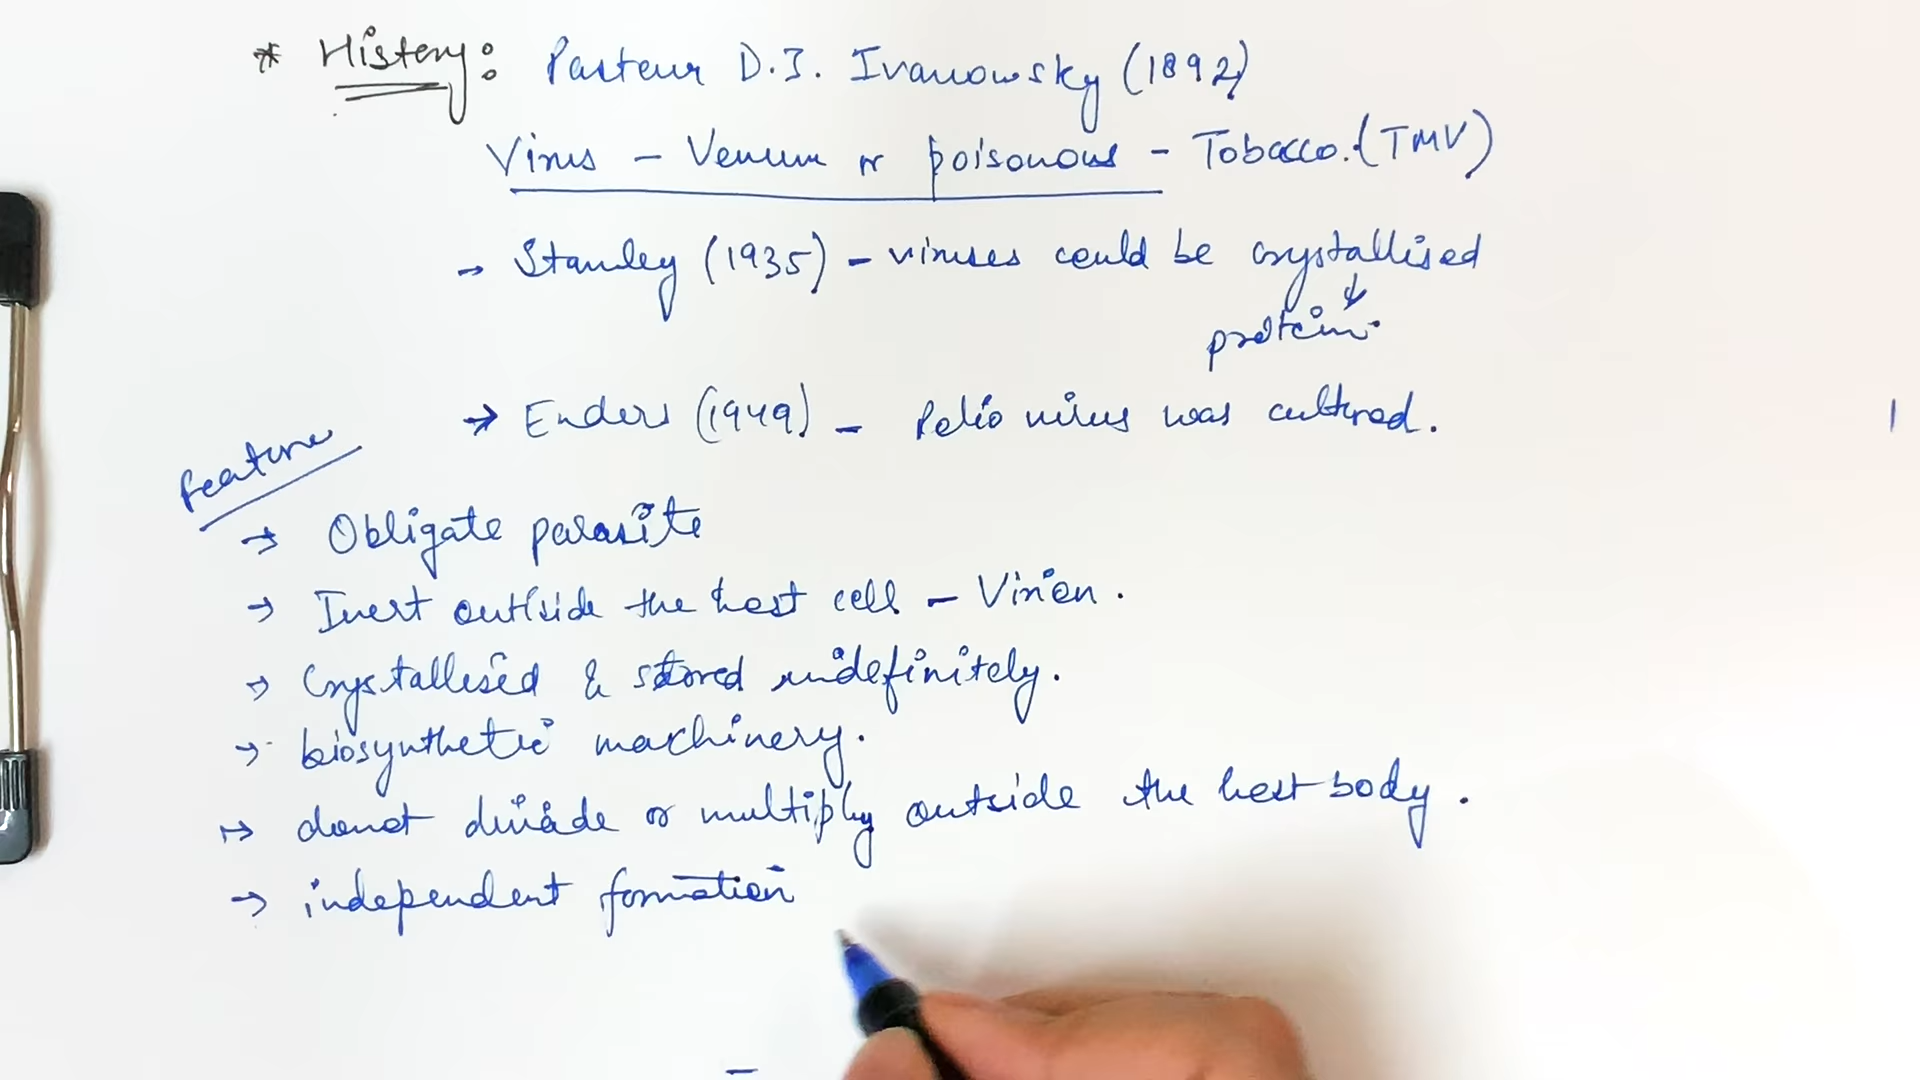 * History: Pasteur D.J. Ivanowsky (1892)
Virus - Venum or poisonous - Tobacco. (TMV)
→ Stanley (1935) - viruses could be crystallised
↓
protein.
→ Enders (1949) - Polio virus was cultured.
Feature
→ Obligate parasite
→ Inert outside the host cell - Virion.
→ Crystallised & stored indefinitely.
→ biosynthetic machinery.
→ donot divide or multiply outside the host body.
→ independent formation